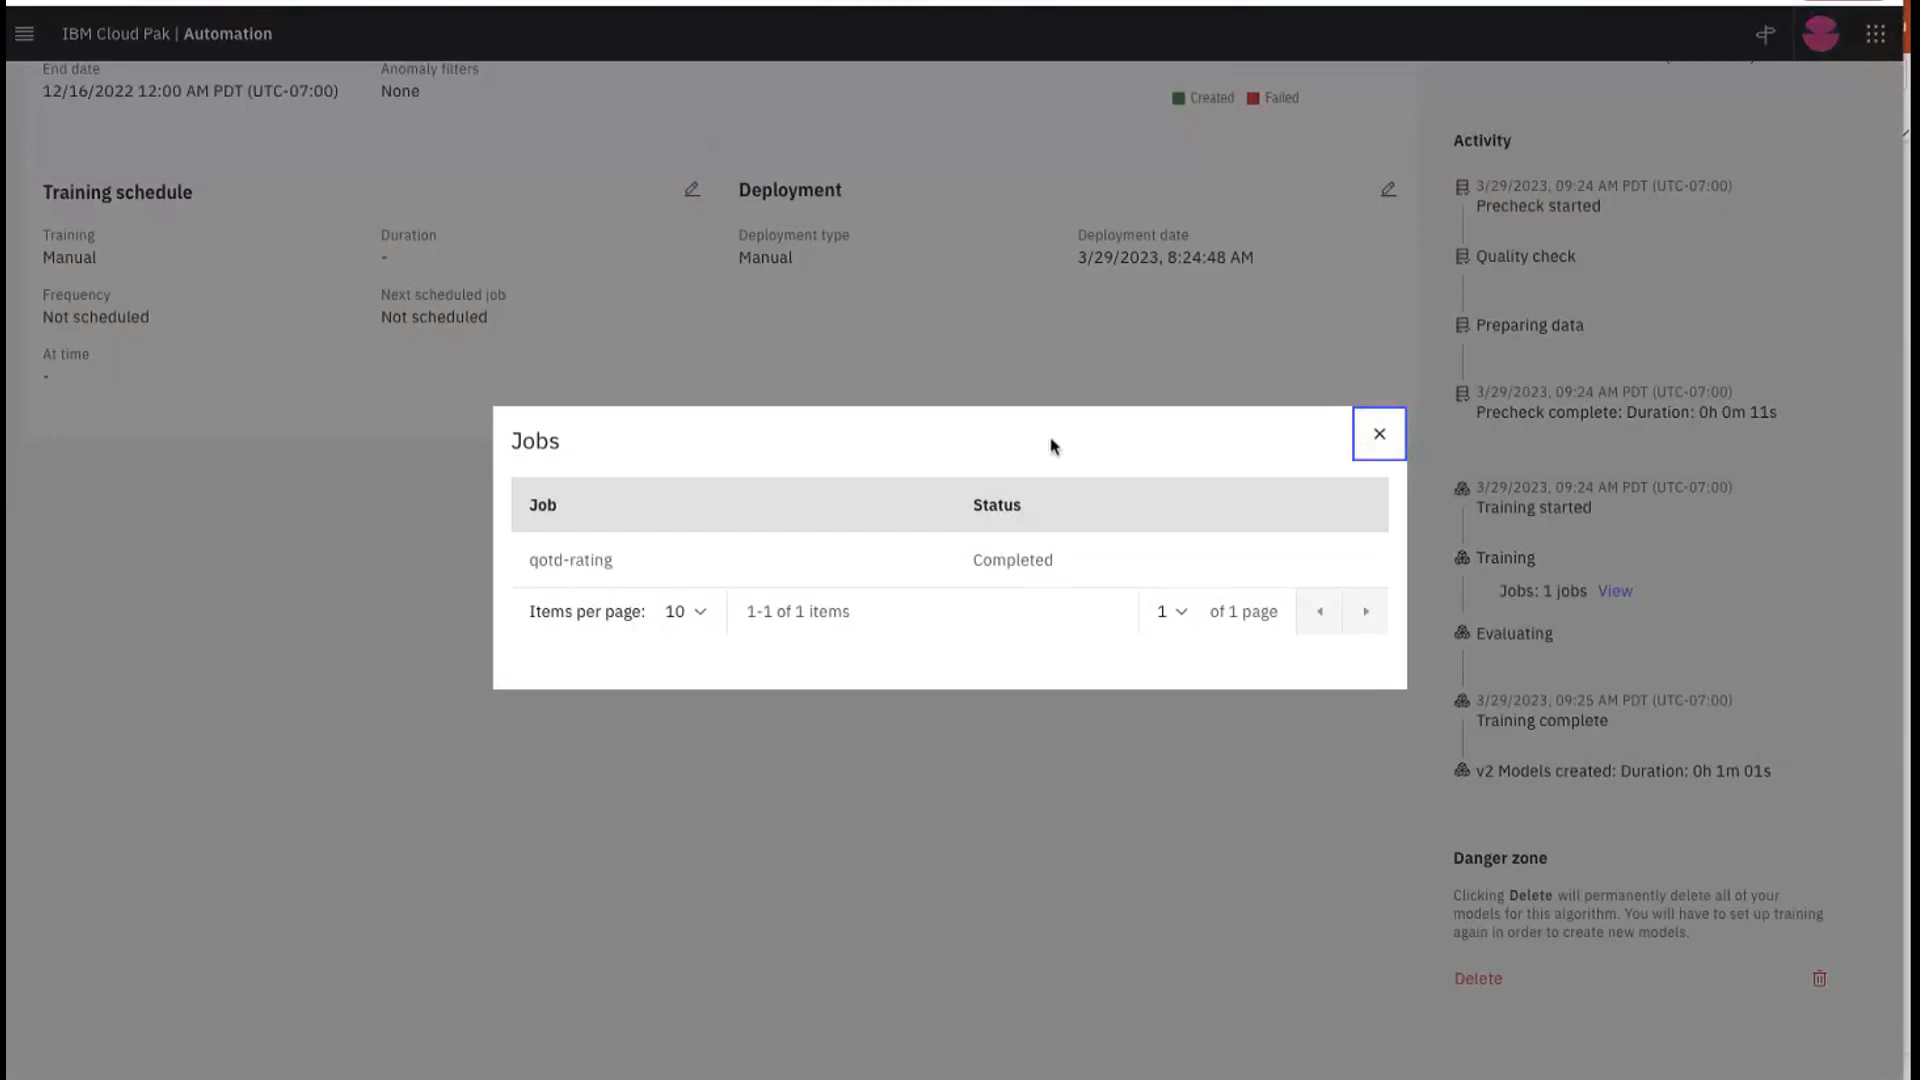 IBM Cloud Pak | Automation
End date
12/16/2022 12:00 AM PDT (UTC-07:00)
Anomaly filters
None
Created
Failed
Training schedule
Training
Manual
Duration
-
Frequency
Not scheduled
Next scheduled job
Not scheduled
At time
-
Deployment
Deployment type
Manual
Deployment date
3/29/2023, 8:24:48 AM
Jobs
Job Status
qotd-rating Completed
Items per page: 10 1-1 of 1 items 1 of 1 page
Activity
3/29/2023, 09:24 AM PDT (UTC-07:00)
Precheck started
Quality check
Preparing data
3/29/2023, 09:24 AM PDT (UTC-07:00)
Precheck complete: Duration: 0h 0m 11s
3/29/2023, 09:24 AM PDT (UTC-07:00)
Training started
Training
Jobs: 1 jobs View
Evaluating
3/29/2023, 09:25 AM PDT (UTC-07:00)
Training complete
v2 Models created: Duration: 0h 1m 01s
Danger zone
Clicking Delete will permanently delete all of your
models for this algorithm. You will have to set up training
again in order to create new models.
Delete